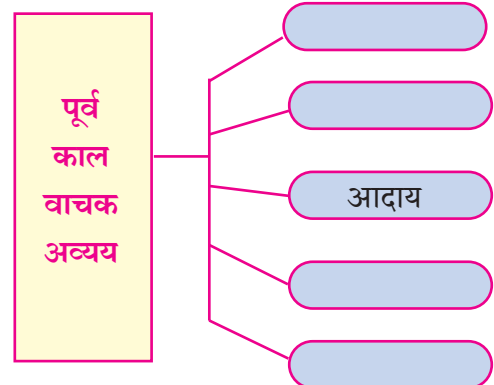 पूर्व
काल
वाचक
अव्यय
आदाय